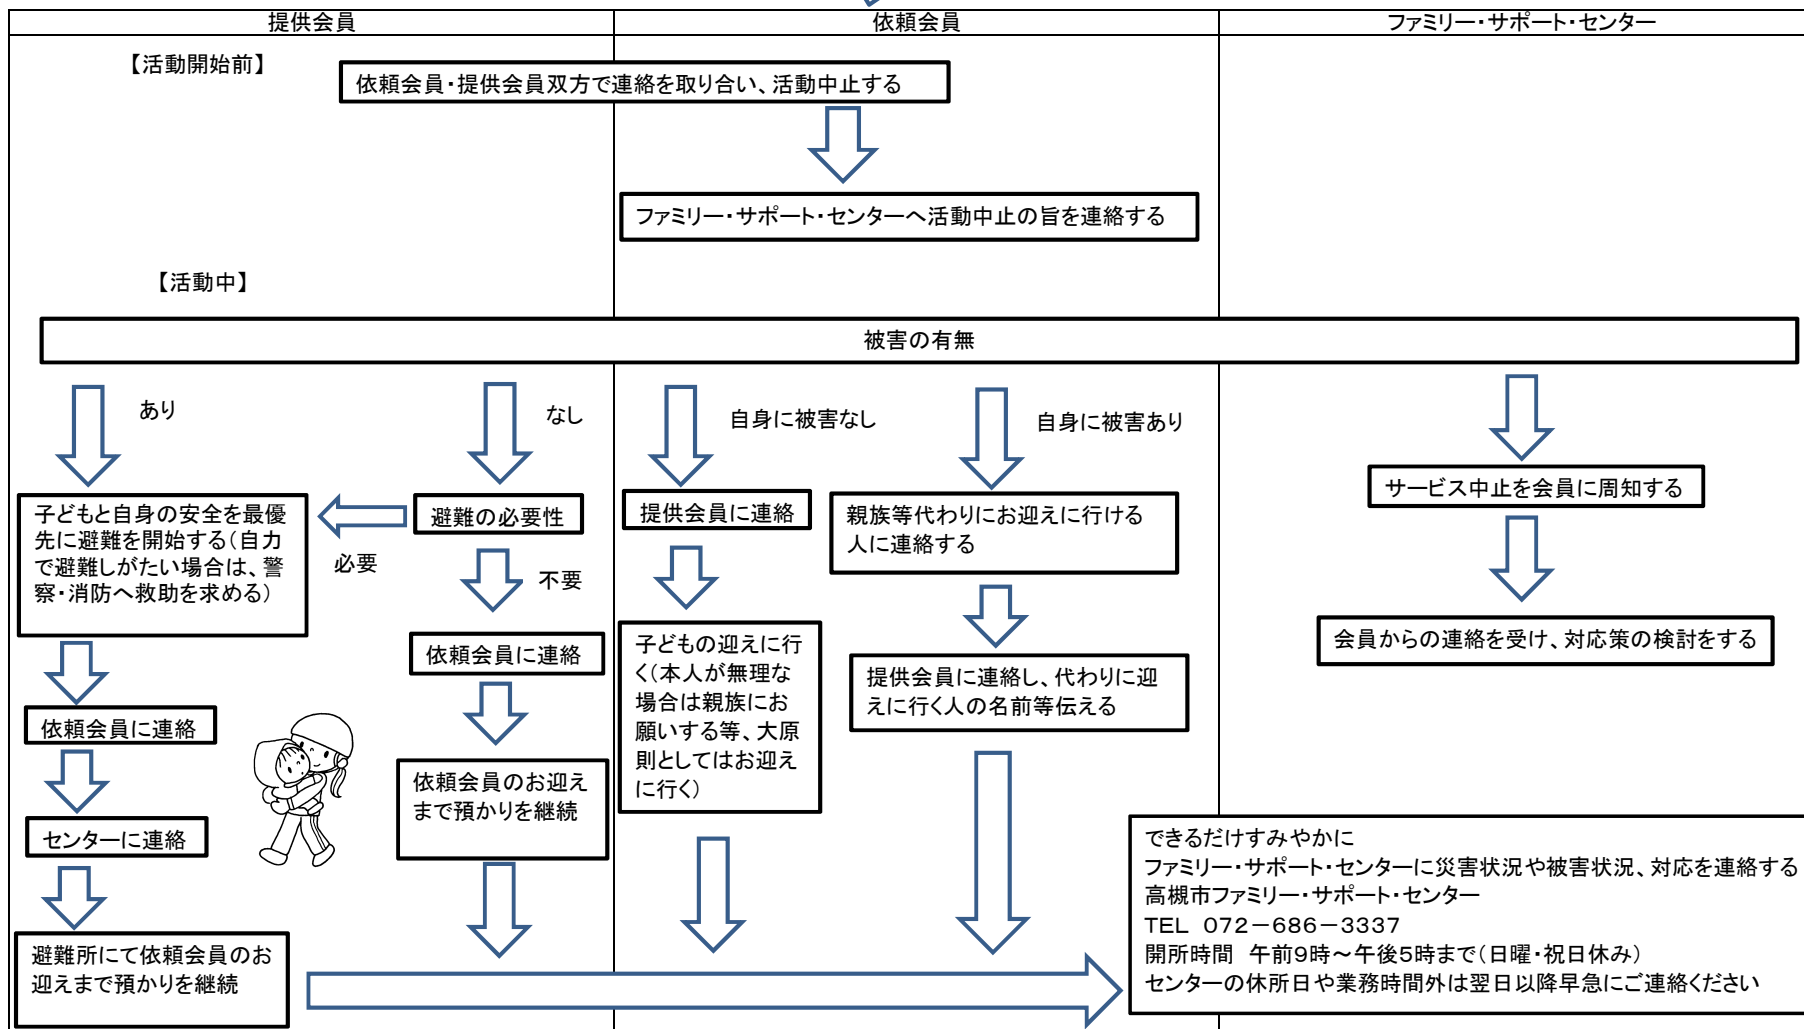 提供会員
依頼会員
ファミリー・サポート・センター
【活動開始前】
依頼会員・提供会員双方で連絡を取り合い、活動中止する
ファミリー・サポート・センターへ活動中止の旨を連絡する
【活動中】
被害の有無
あり
なし
自身に被害なし
自身に被害あり
子どもと自身の安全を最優
先に避難を開始する(自力
で避難しがたい場合は、警
察・消防へ救助を求める)
必要
避難の必要性
不要
依頼会員に連絡
センターに連絡
避難所にて依頼会員のお
迎えまで預かりを継続
依頼会員に連絡
依頼会員のお迎え
まで預かりを継続
提供会員に連絡
子どもの迎えに行
く(本人が無理な
場合は親族にお
願いする等、大原
則としてはお迎え
に行く)
親族等代わりにお迎えに行ける
人に連絡する
提供会員に連絡し、代わりに迎
えに行く人の名前等伝える
サービス中止を会員に周知する
会員からの連絡を受け、対応策の検討をする
できるだけすみやかに
ファミリー・サポート・センターに災害状況や被害状況、対応を連絡する
高槻市ファミリー・サポート・センター
TEL 072-686-3337
開所時間 午前9時~午後5時まで(日曜・祝日休み)
センターの休所日や業務時間外は翌日以降早急にご連絡ください